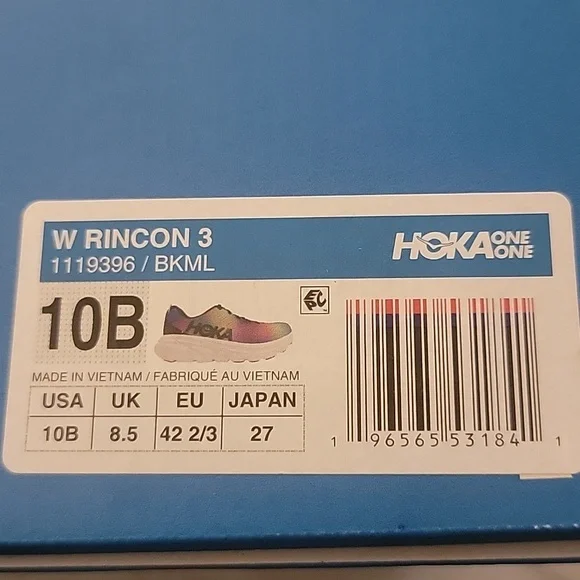 W RINCON 3
1119396 / BKML
HOKA ONE ONE
10B
HOKA
MADE IN VIETNAM / FABRIQUÉ AU VIETNAM
USA UK EU JAPAN
10B 8.5 42 2/3 27
1 96565 53184 1